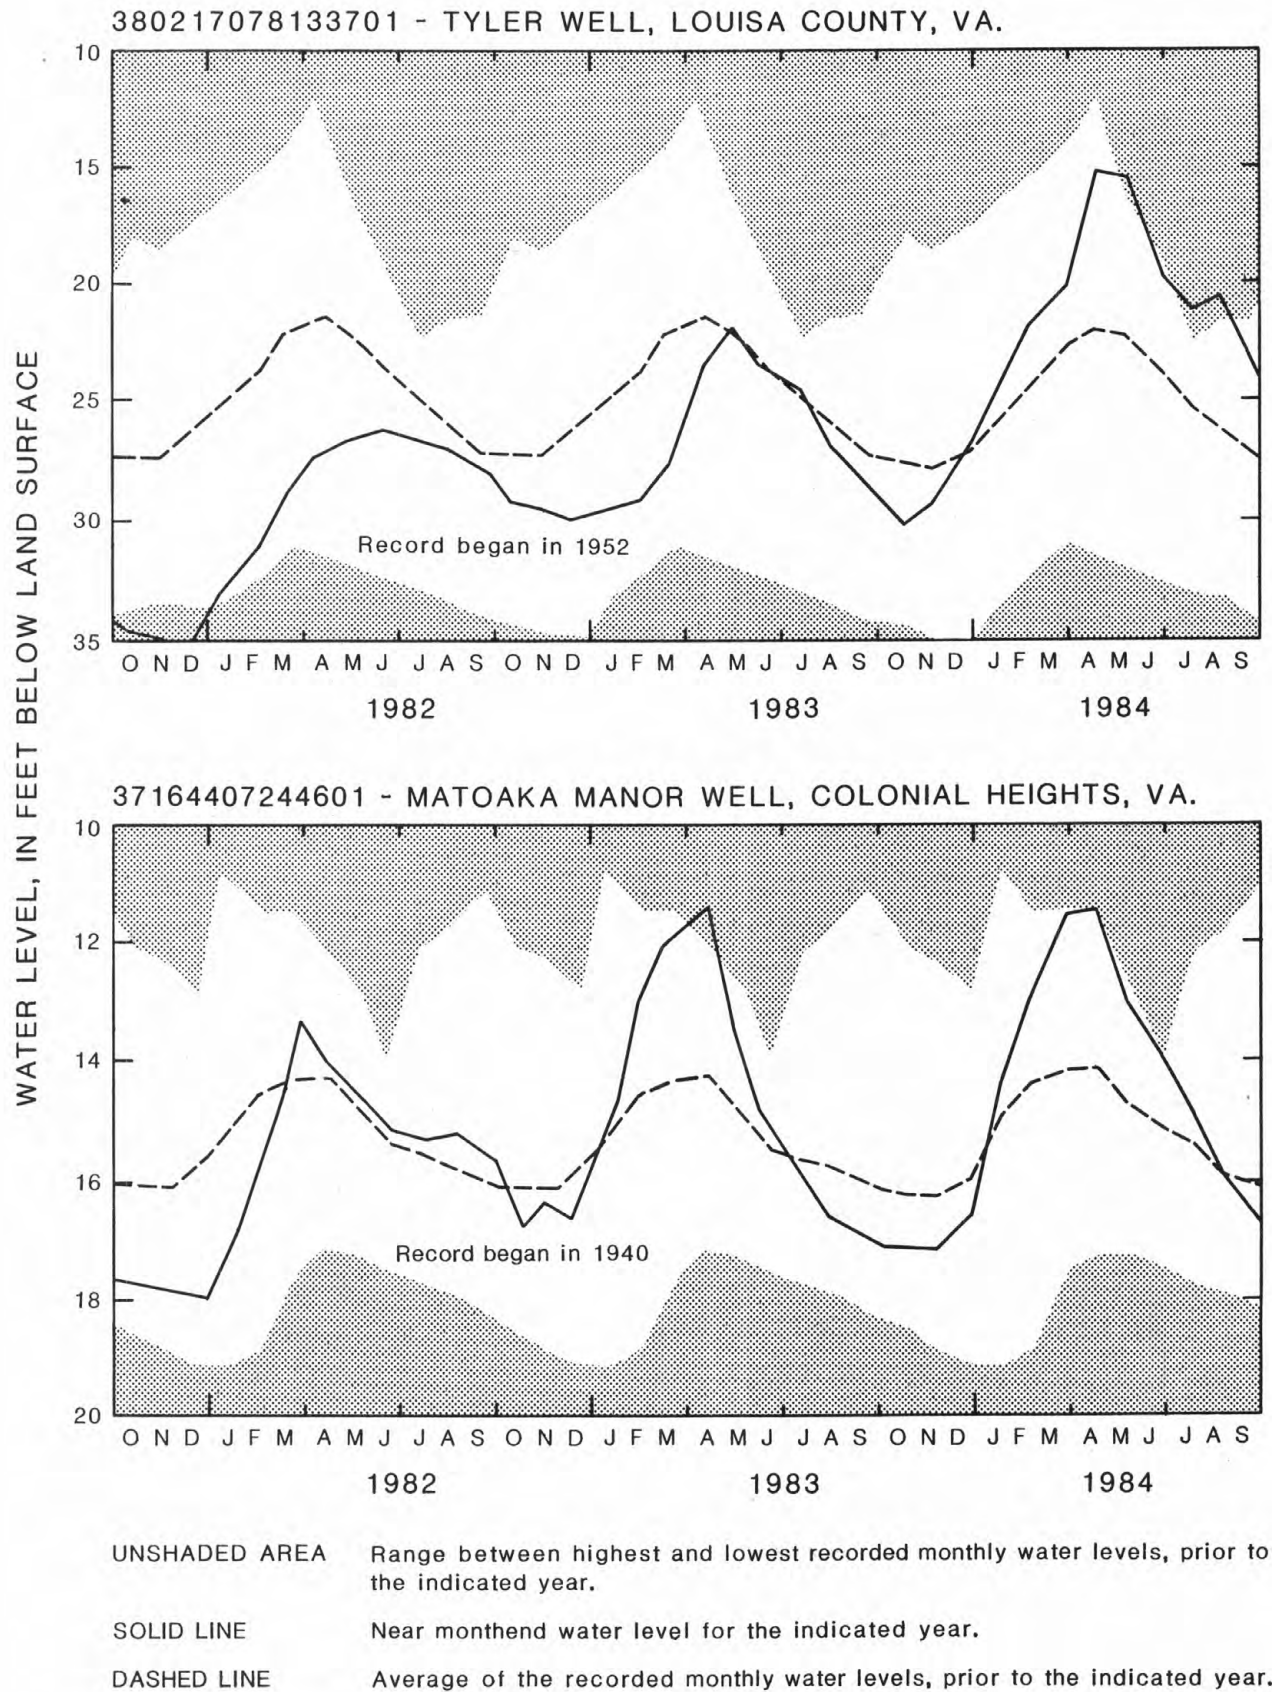 380217078133701 - TYLER WELL, LOUISA COUNTY, VA.
10
15
20
25
30
35
Record began in 1952
O N D J F M A M J J A S O N D J F M A M J J A S O N D J F M A M J J A S
1982 1983 1984
WATER LEVEL, IN FEET BELOW LAND SURFACE
37164407244601 - MATOAKA MANOR WELL, COLONIAL HEIGHTS, VA.
10
12
14
16
18
20
Record began in 1940
O N D J F M A M J J A S O N D J F M A M J J A S O N D J F M A M J J A S
1982 1983 1984
UNSHADED AREA Range between highest and lowest recorded monthly water levels, prior to
the indicated year.
SOLID LINE Near monthend water level for the indicated year.
DASHED LINE Average of the recorded monthly water levels, prior to the indicated year.